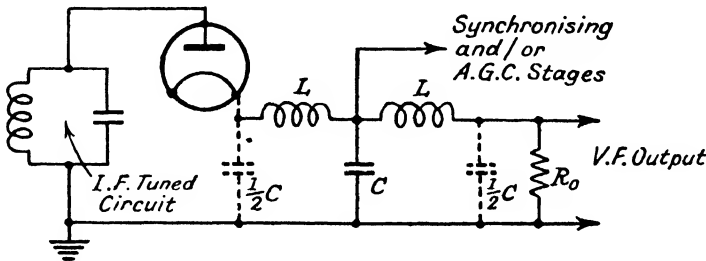 Synchronising
and/or
A.G.C. Stages
L
L
I.F. Tuned
Circuit
½C
C
½C
R₀
V.F. Output